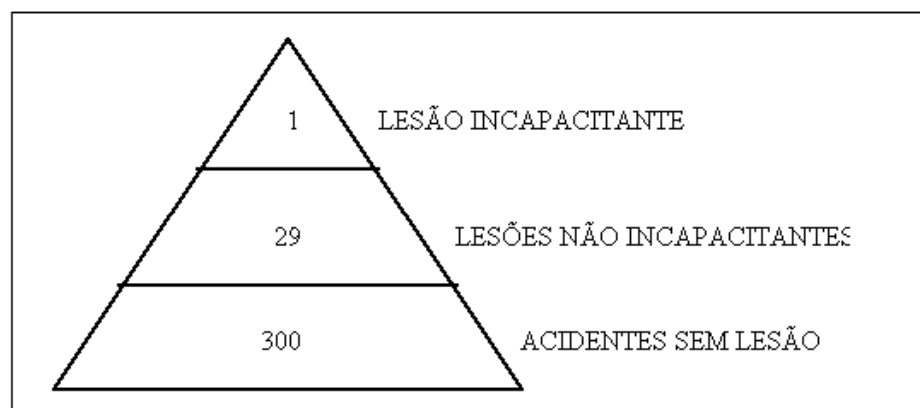 1 LESÃO INCAPACITANTE
29 LESÕES NÃO INCAPACITANTES
300 ACIDENTES SEM LESÃO